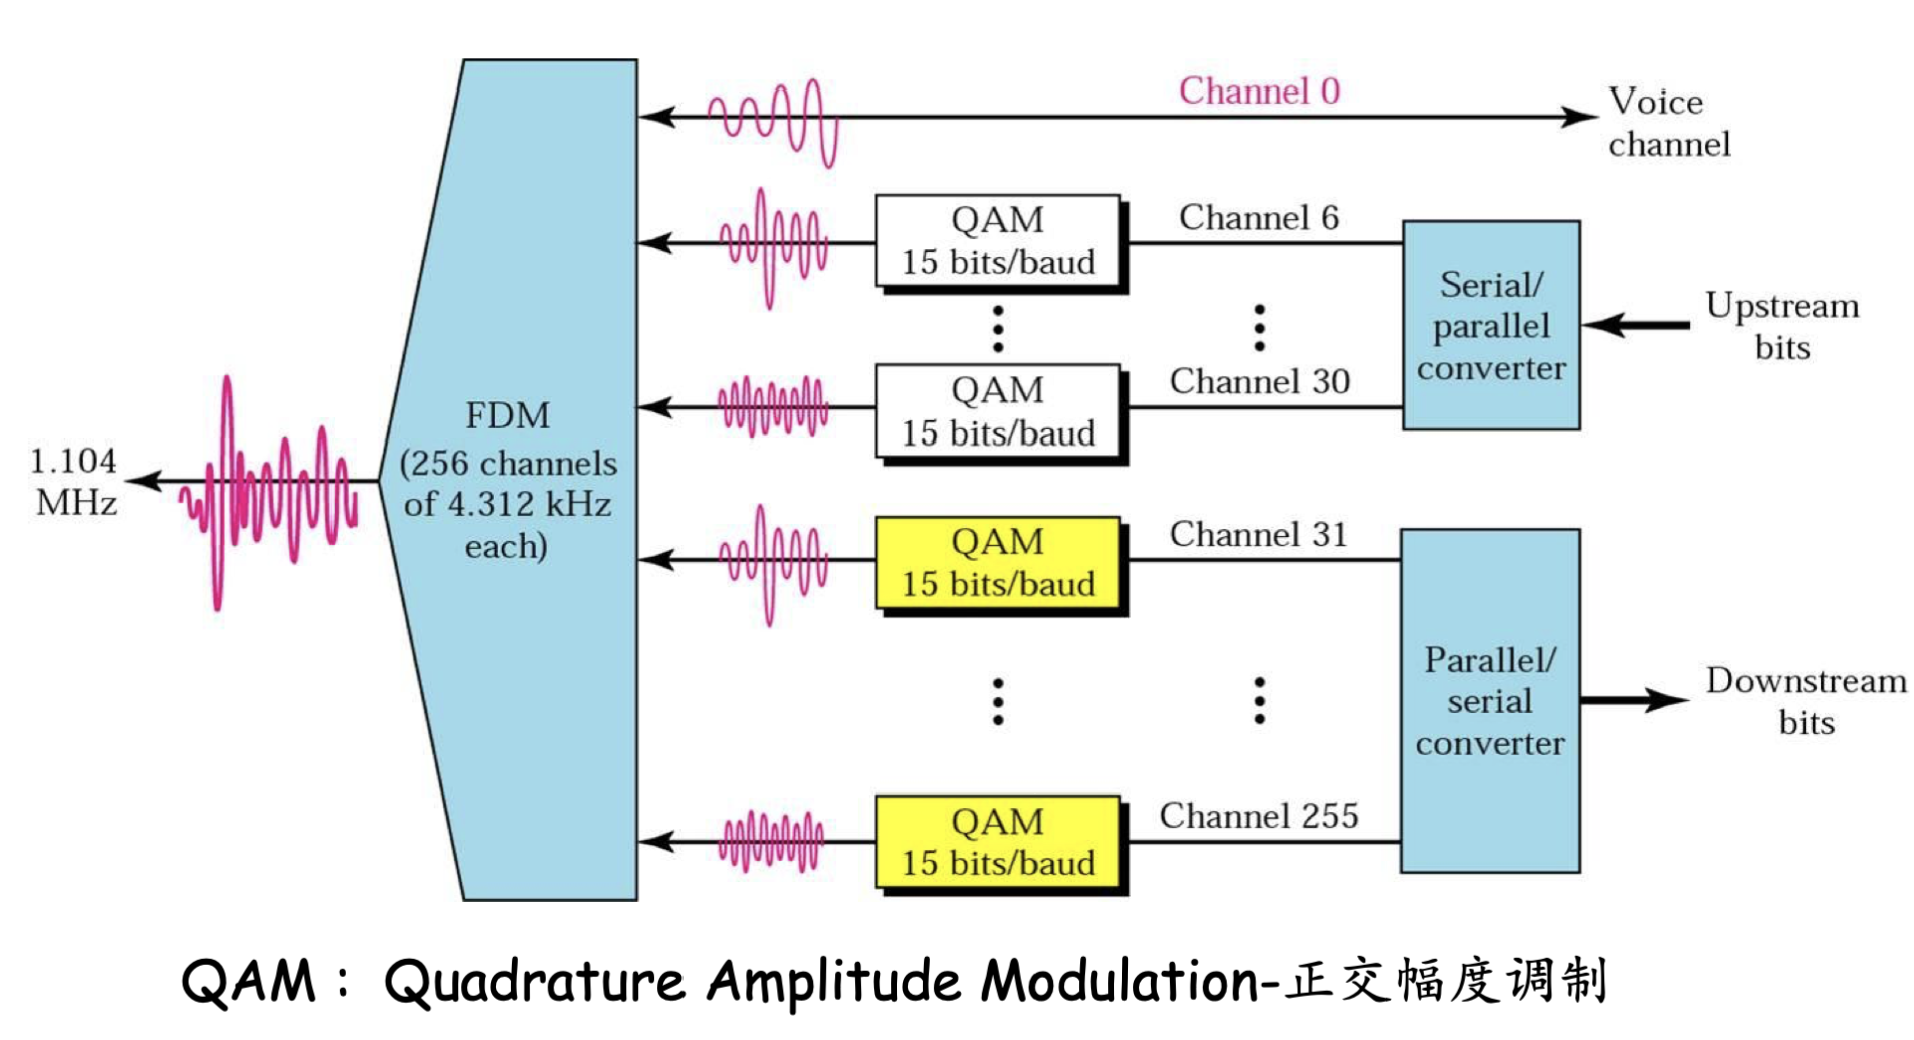 Channel 0
Voice
channel
QAM
15 bits/baud
Channel 6
Serial/
parallel
converter
Upstream
bits
QAM
15 bits/baud
Channel 30
1.104
MHz
FDM
(256 channels
of 4.312 kHz
each)
QAM
15 bits/baud
Channel 31
Parallel/
serial
converter
Downstream
bits
QAM
15 bits/baud
Channel 255
QAM： Quadrature Amplitude Modulation-正交幅度调制